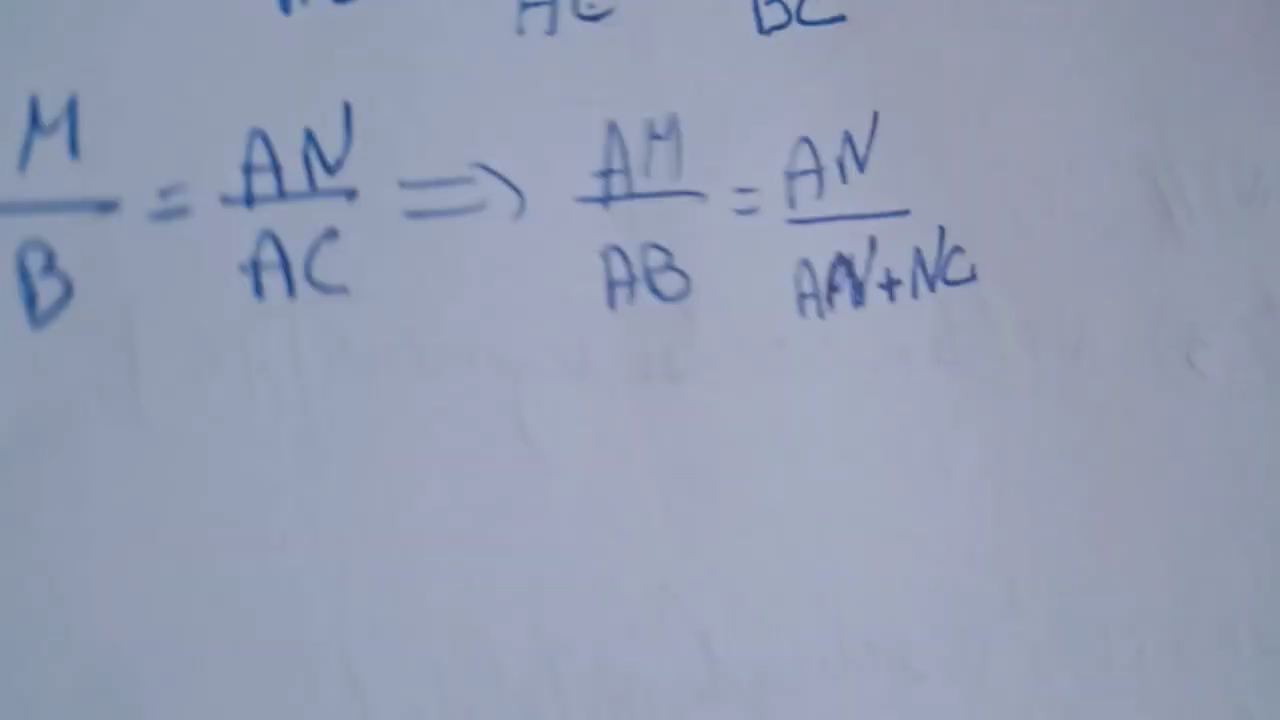 AC BC
M/B = AN/AC => AM/AB = AN/AN+NC